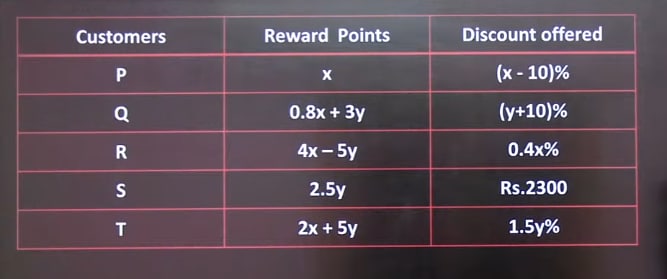 Customers Reward Points Discount offered
P x (x - 10)%
Q 0.8x + 3y (y+10)%
R 4x – 5y 0.4x%
S 2.5y Rs.2300
T 2x + 5y 1.5y%